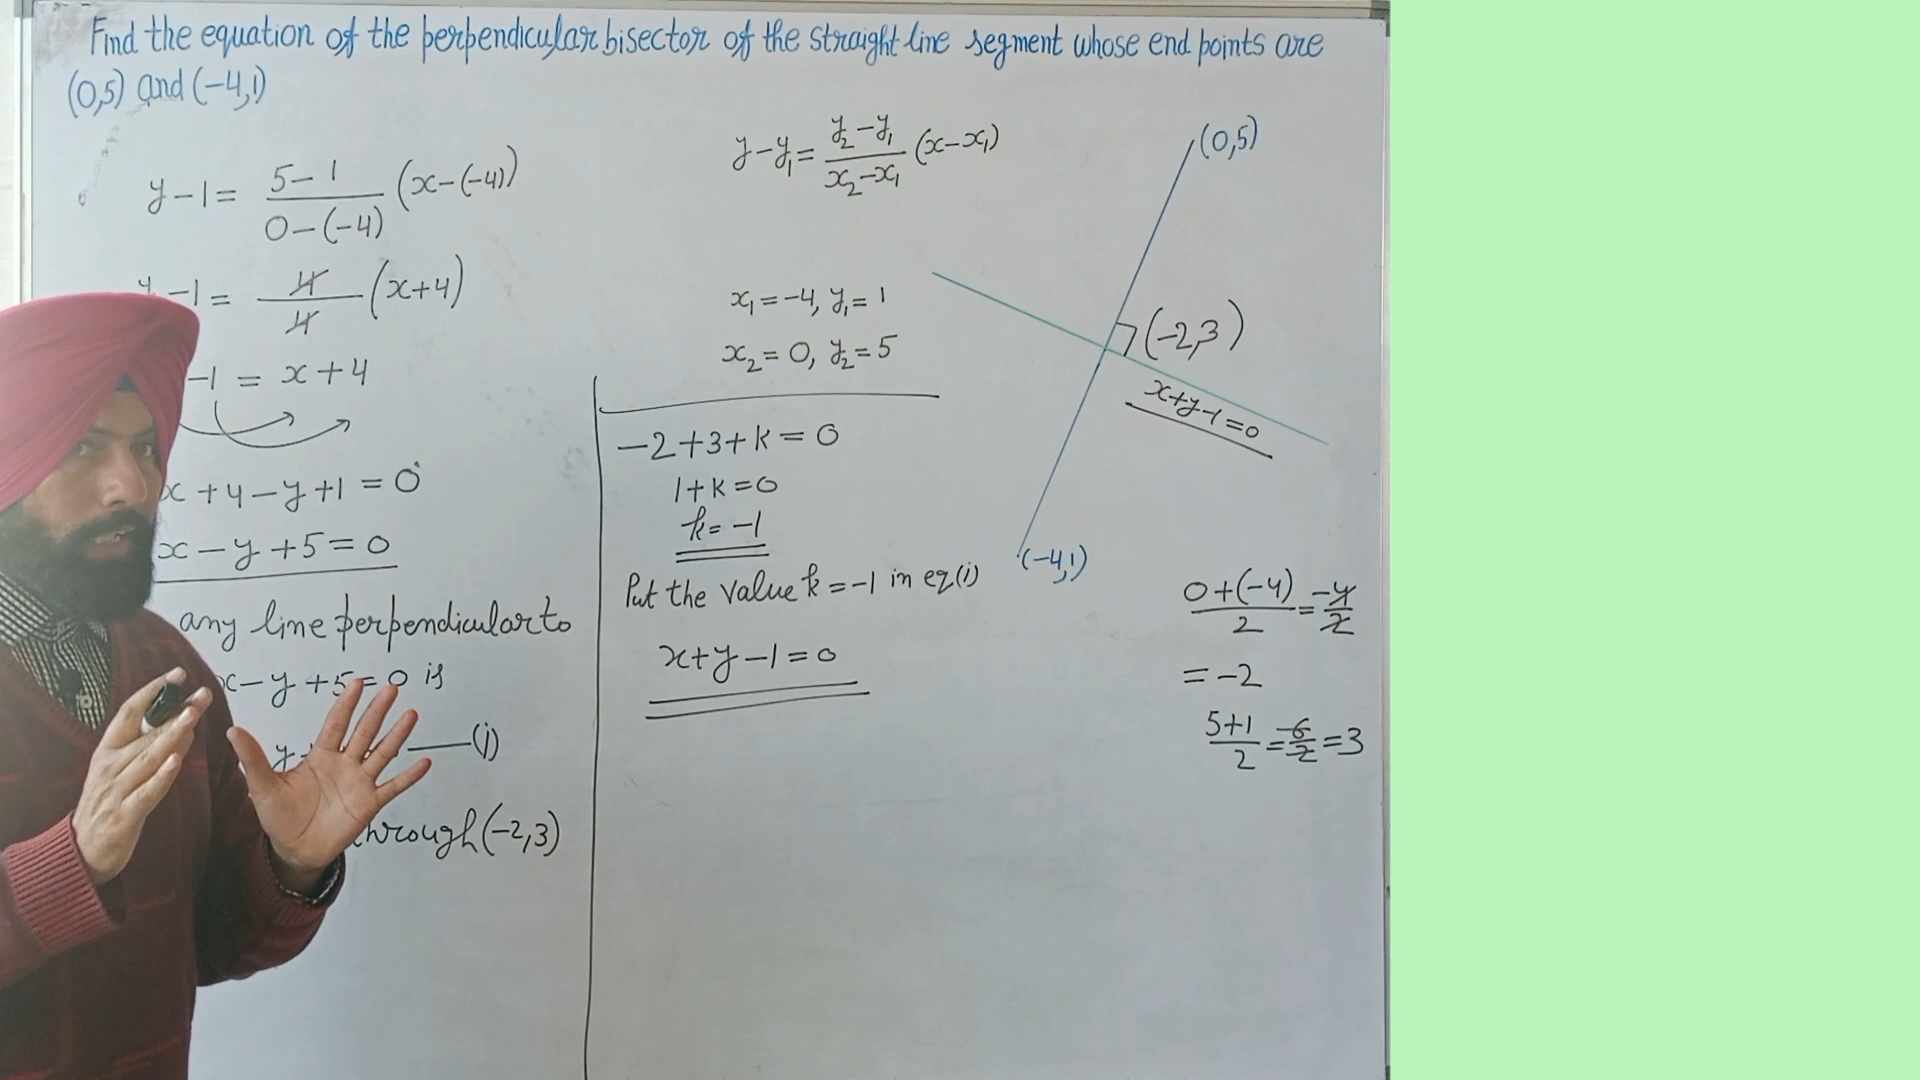 Find the equation of the perpendicular bisector of the straight line segment whose end points are
(0,5) and (-4,1)
y-1 = 5-1 / 0-(-4) (x-(-4))
y-1 = 4/4 (x+4)
-1 = x+4
x+4-y+1 = 0
x-y+5=0
any line perpendicular to
x-y+5=0 is
y+ —(i)
through (-2,3)
y-y₁ = y₂-y₁ / x₂-x₁ (x-x₁)
x₁=-4, y₁=1
x₂=0, y₂=5
-2+3+k=0
1+k=0
k=-1
Put the value k=-1 in eq(i)
x+y-1=0
(0,5)
(-2,3)
x+y-1=0
(-4,1)
0+(-4) / 2 = -4/2
= -2
5+1 / 2 = 6/2 = 3